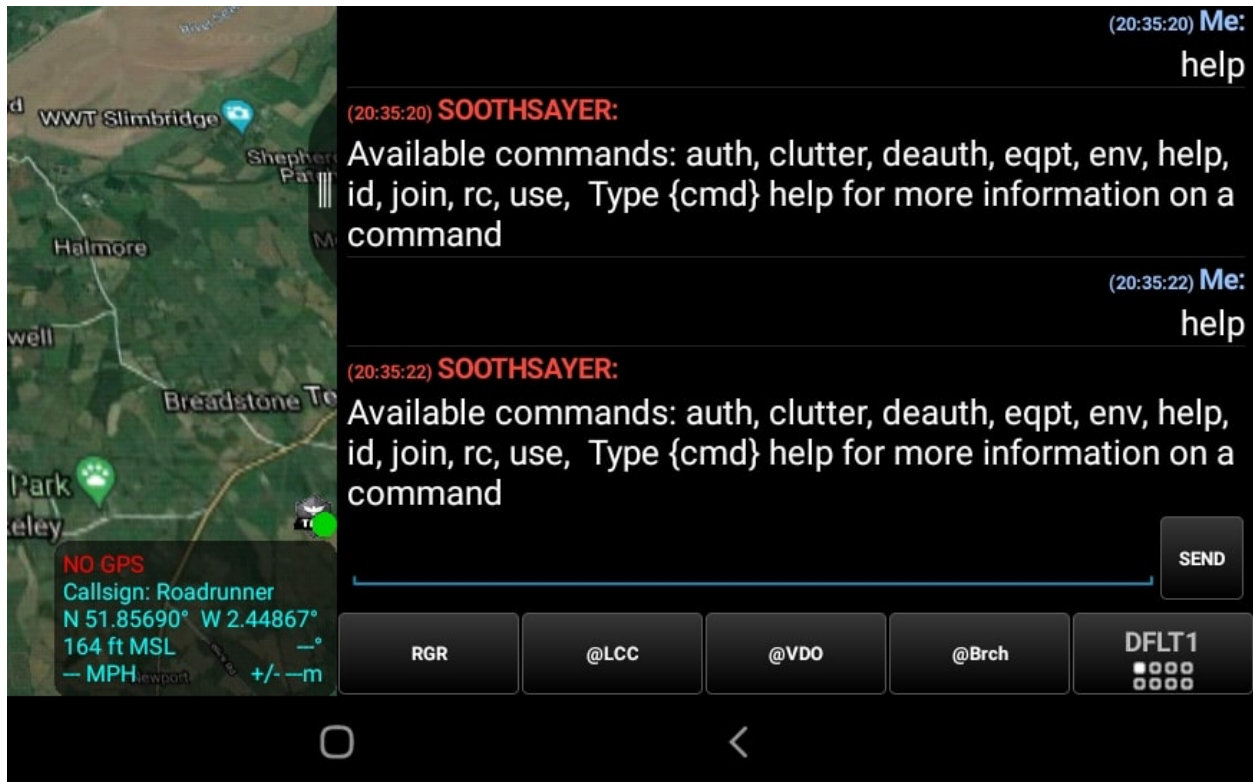 WWT Slimbridge
Shepher
Pa
Halmore
well
Breadstone
Park
eley
NO GPS
Callsign: Roadrunner
N 51.85690° W 2.44867°
164 ft MSL ---°
--- MPH +/- ---m
(20:35:20) Me:
help
(20:35:20) SOOTHSAYER:
Available commands: auth, clutter, deauth, eqpt, env, help,
id, join, rc, use, Type {cmd} help for more information on a
command
(20:35:22) Me:
help
(20:35:22) SOOTHSAYER:
Available commands: auth, clutter, deauth, eqpt, env, help,
id, join, rc, use, Type {cmd} help for more information on a
command
SEND
RGR
@LCC
@VDO
@Brch
DFLT1